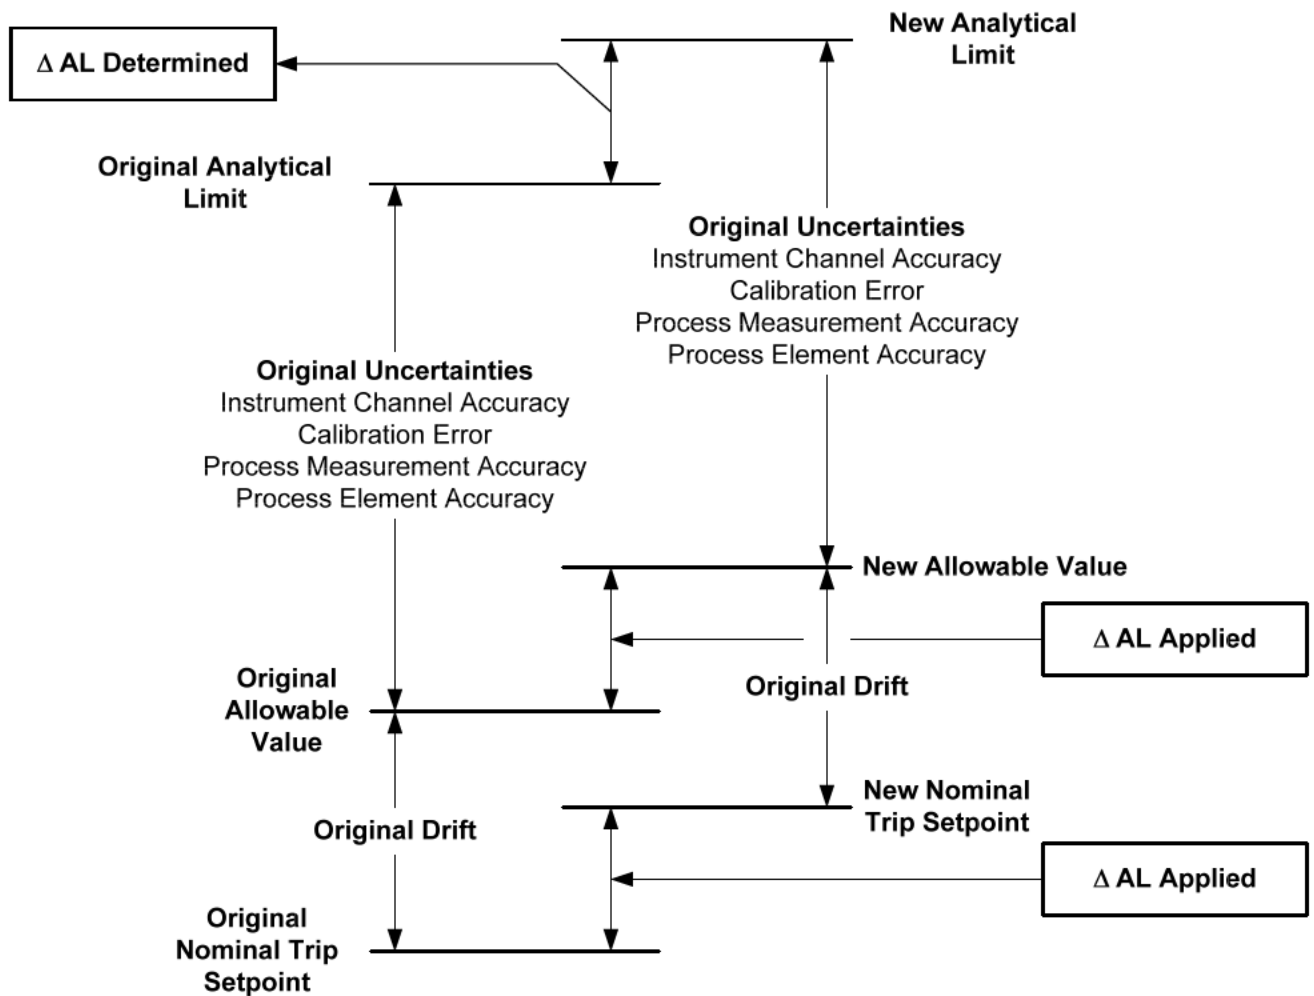 New Analytical
Limit
Δ AL Determined
Original Analytical
Limit
Original Uncertainties
Instrument Channel Accuracy
Calibration Error
Process Measurement Accuracy
Process Element Accuracy
Original Uncertainties
Instrument Channel Accuracy
Calibration Error
Process Measurement Accuracy
Process Element Accuracy
New Allowable Value
Δ AL Applied
Original
Allowable
Value
Original Drift
New Nominal
Trip Setpoint
Original Drift
Δ AL Applied
Original
Nominal Trip
Setpoint